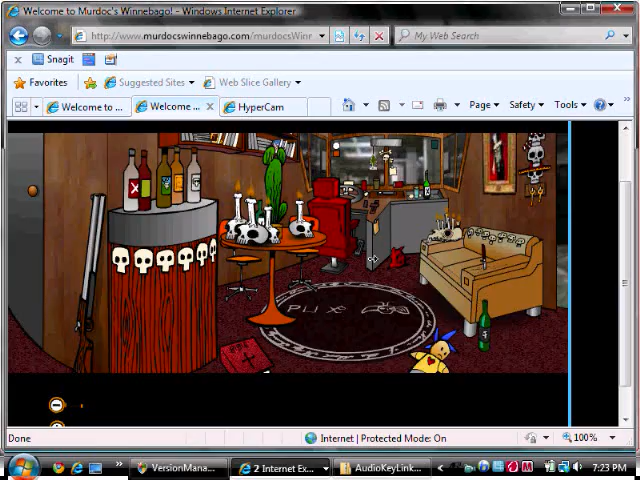 Welcome to Murdoc's Winnebago! - Windows Internet Explorer
http://www.murdocswinnebago.com/murdocsWinr
My Web Search
Snagit
Favorites
Suggested Sites
Web Slice Gallery
Welcome to ...
Welcome ...
HyperCam
Page
Safety
Tools
Done
Internet | Protected Mode: On
100%
VersionMana...
2 Internet Ex...
AudioKeyLink...
7:23 PM